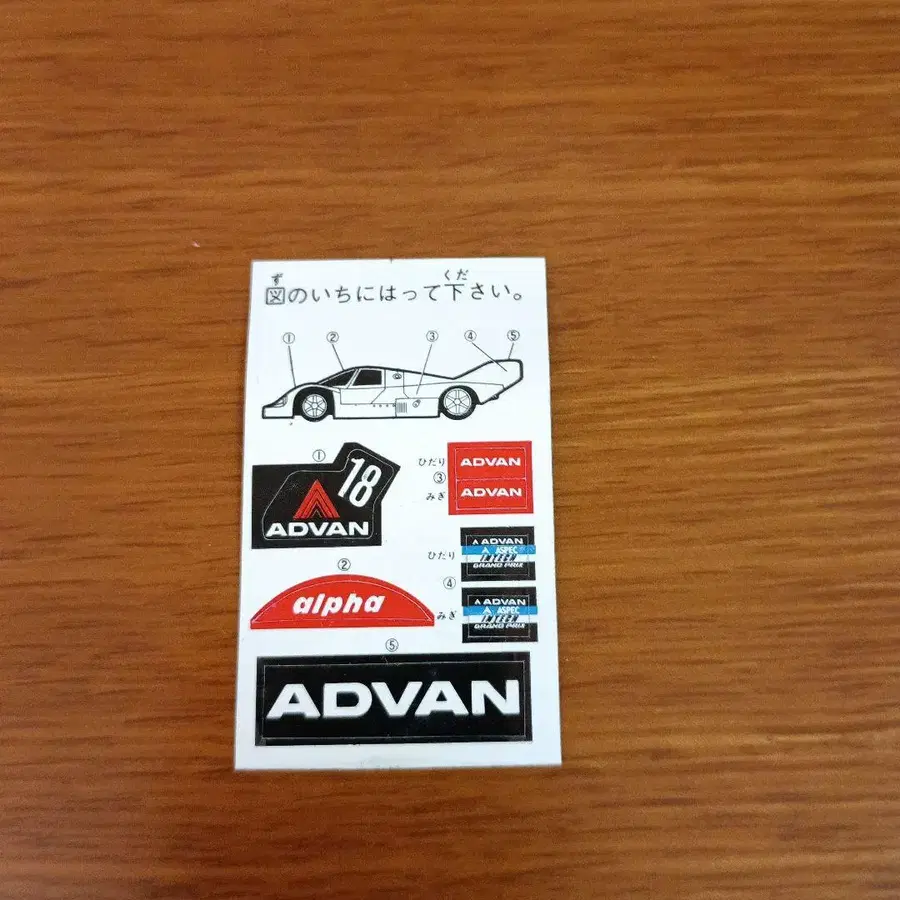 ず くだ
図のいちにはって下さい。
① ② ③ ④ ⑤
①
18
ADVAN
ひだり ADVAN
③
みぎ ADVAN
②
alpha
ひだり
ADVAN
ASPEC
INTER
GRAND PRIX
④
みぎ
ADVAN
ASPEC
INTER
GRAND PRIX
⑤
ADVAN